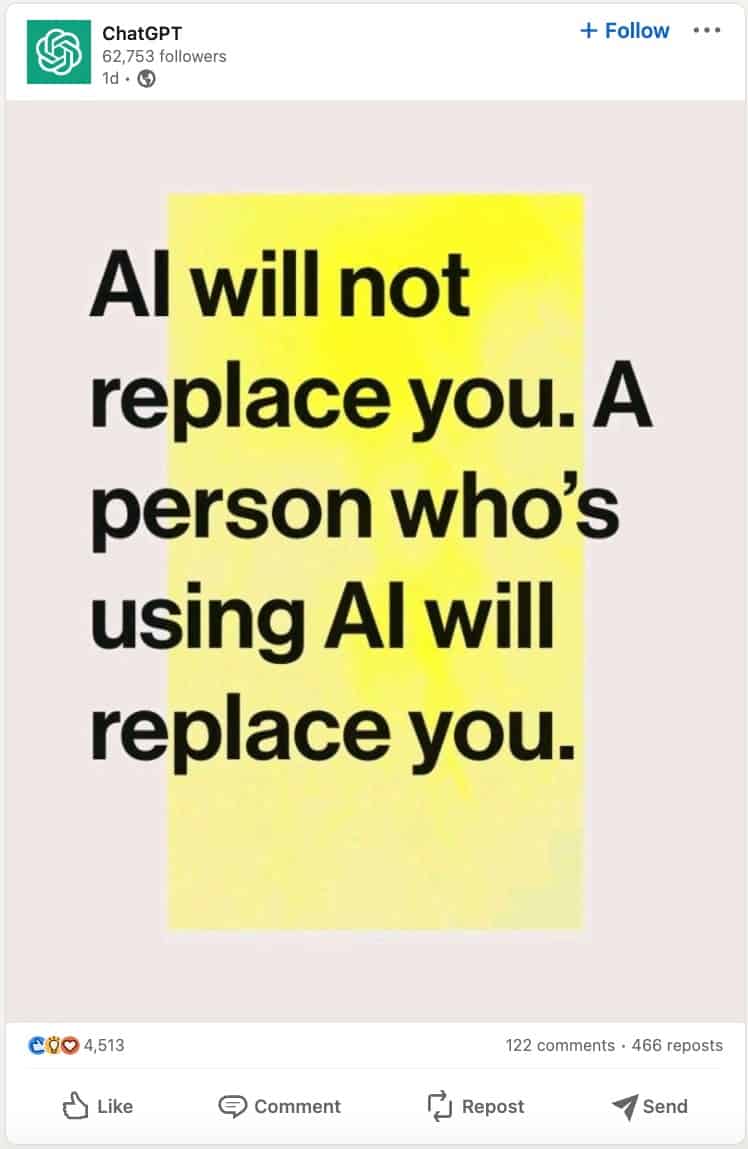 ChatGPT
+ Follow
62,753 followers
1d •
AI will not
replace you. A
person who’s
using AI will
replace you.
4,513
122 comments • 466 reposts
Like
Comment
Repost
Send